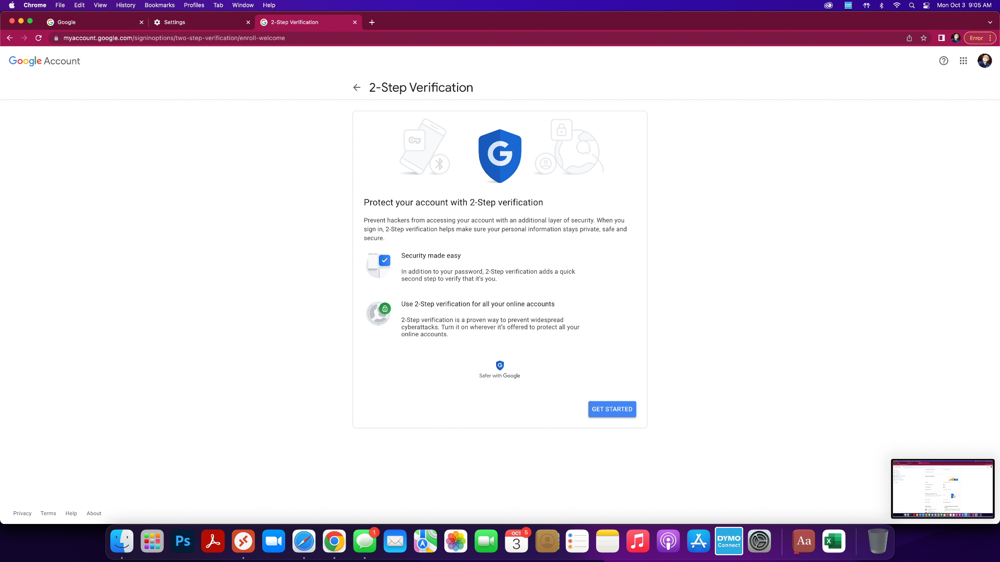 Chrome File Edit View History Bookmarks Profiles Tab Window Help Mon Oct 3 9:05 AM
Google Settings 2-Step Verification
myaccount.google.com/signinoptions/two-step-verification/enroll-welcome Error
Google Account
2-Step Verification
Protect your account with 2-Step verification
Prevent hackers from accessing your account with an additional layer of security. When you
sign in, 2-Step verification helps make sure your personal information stays private, safe and
secure.
Security made easy
In addition to your password, 2-Step verification adds a quick
second step to verify that it's you.
Use 2-Step verification for all your online accounts
2-Step verification is a proven way to prevent widespread
cyberattacks. Turn it on wherever it's offered to protect all your
online accounts.
Safer with Google
GET STARTED
Privacy Terms Help About
Ps 1 OCT 3 5 DYMO Connect Aa X